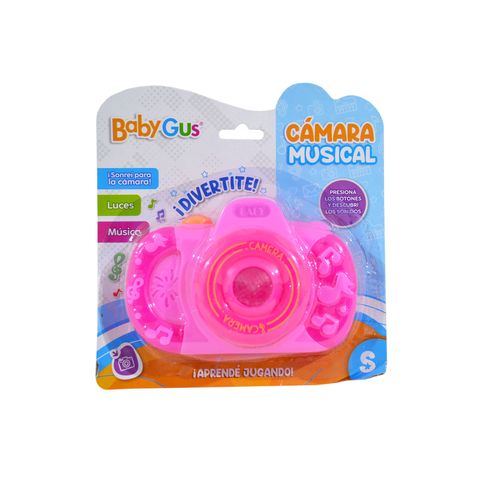 BabyGus®
CÁMARA
MUSICAL
¡Sonreí para
la cámara!
Luces
Música
¡DIVERTITE!
PRESIONA
LOS BOTONES
Y DESCUBRÍ
LOS SONIDOS
CAMERA
CAMERA
¡APRENDÉ JUGANDO!
S